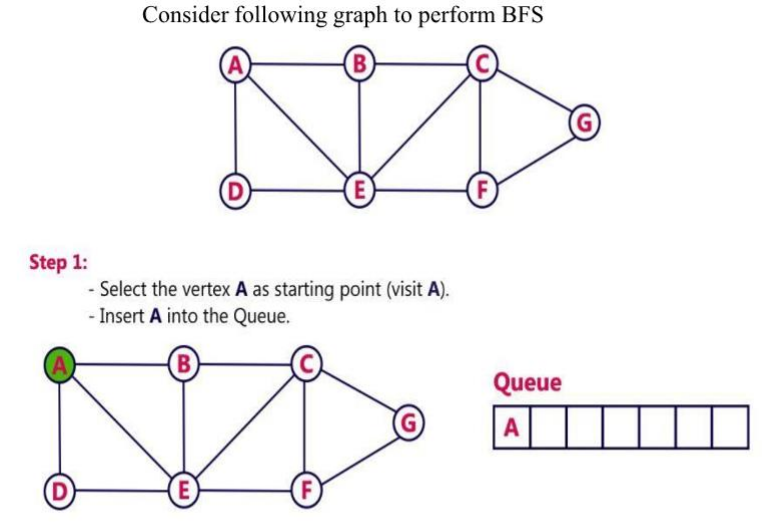 Consider following graph to perform BFS
A B C
G
D E F
Step 1:
- Select the vertex A as starting point (visit A).
- Insert A into the Queue.
A B C
Queue
G A
D E F